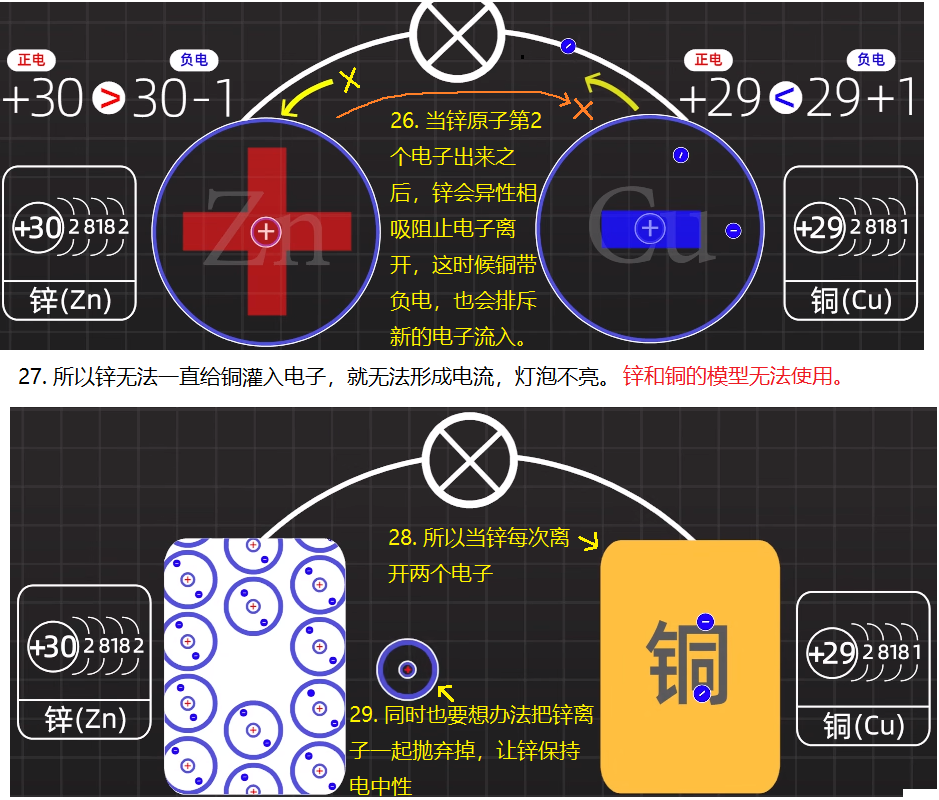 正电 负电 正电 负电
+30 > 30-1 +29 < 29+1
26. 当锌原子第2
个电子出来之
后，锌会异性相
吸阻止电子离
开，这时候铜带
负电，也会排斥
新的电子流入。
+30 2 8 18 2
锌(Zn)
Zn
+
Cu
+
+29 2 8 18 1
铜(Cu)
27. 所以锌无法一直给铜灌入电子，就无法形成电流，灯泡不亮。 锌和铜的模型无法使用。
28. 所以当锌每次离
开两个电子
+30 2 8 18 2
锌(Zn)
铜
+29 2 8 18 1
铜(Cu)
29. 同时也要想办法把锌离
子一起抛弃掉，让锌保持
电中性